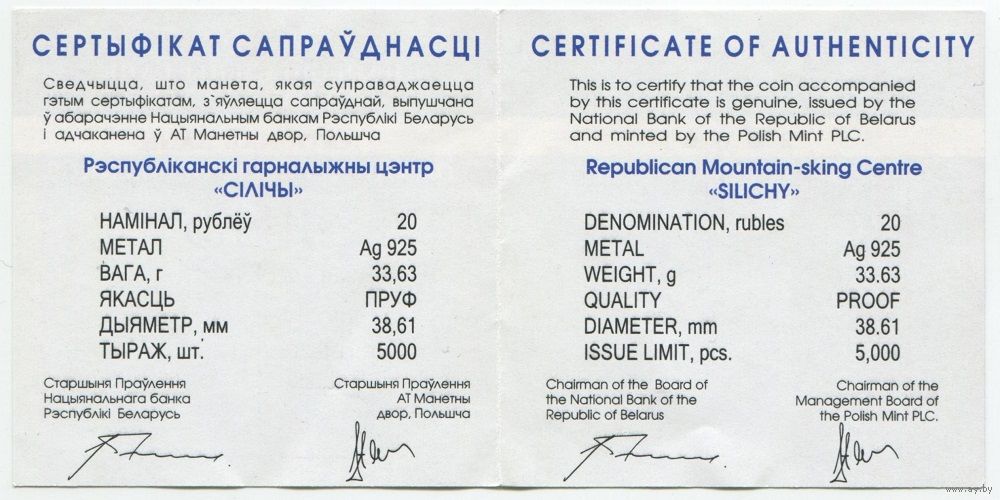 СЕРТЫФІКАТ САПРАЎДНАСЦІ
Сведчыцца, што манета, якая суправаджаецца
гэтым сертыфікатам, з`яўляецца сапраўднай, выпушчана
ў абарачэнне Нацыянальным банкам Рэспублікі Беларусь
і адчаканена ў АТ Манетны двор, Польшча
Рэспубліканскі гарналыжны цэнтр
«СІЛІЧЫ»
НАМІНАЛ, рублёў 20
МЕТАЛ Ag 925
ВАГА, г 33,63
ЯКАСЦЬ ПРУФ
ДЫЯМЕТР, мм 38,61
ТЫРАЖ, шт. 5000
Старшыня Праўлення
Нацыянальнага банка
Рэспублікі Беларусь
Старшыня Праўлення
АТ Манетны
двор, Польшча
CERTIFICATE OF AUTHENTICITY
This is to certify that the coin accompanied
by this certificate is genuine, issued by the
National Bank of the Republic of Belarus
and minted by the Polish Mint PLC.
Republican Mountain-sking Centre
«SILICHY»
DENOMINATION, rubles 20
METAL Ag 925
WEIGHT, g 33.63
QUALITY PROOF
DIAMETER, mm 38.61
ISSUE LIMIT, pcs. 5,000
Chairman of the Board of
the National Bank of the
Republic of Belarus
Chairman of the
Management Board of
the Polish Mint PLC.
www.ay.by